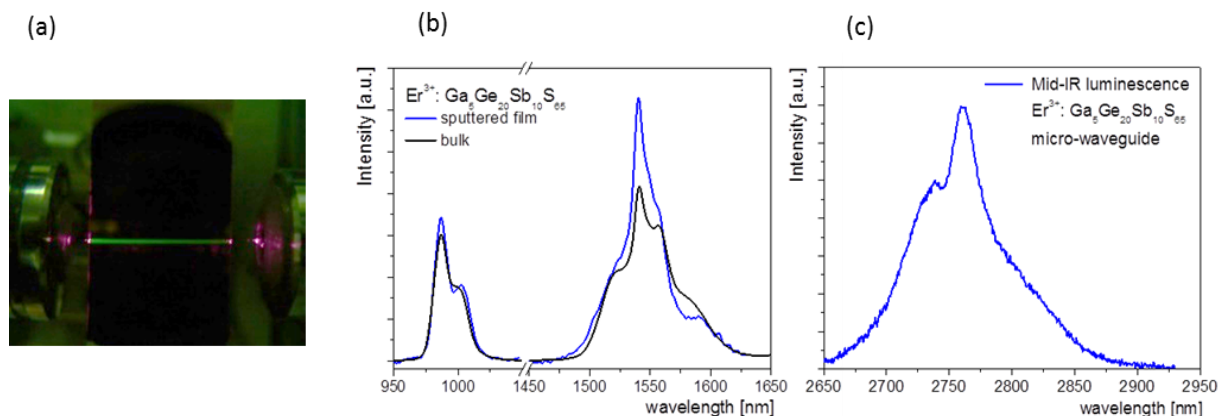 (a)
(b)
(c)
Intensity [a.u.]
Er³⁺: Ga₅Ge₂₀Sb₁₀S₆₅
sputtered film
bulk
950
1000
1450
1500
1550
1600
1650
wavelength [nm]
Intensity [a.u.]
Mid-IR luminescence
Er³⁺: Ga₅Ge₂₀Sb₁₀S₆₅
micro-waveguide
2650
2700
2750
2800
2850
2900
2950
wavelength [nm]